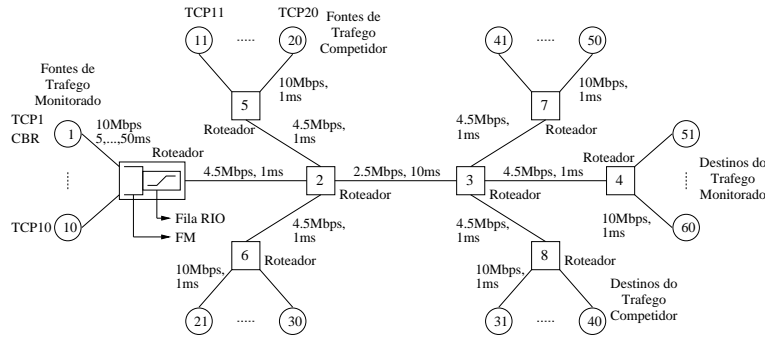 TCP11
TCP20
Fontes de
Trafego
Competidor
11
.....
20
41
.....
50
Fontes de
Trafego
Monitorado
10Mbps,
1ms
10Mbps,
1ms
5
Roteador
7
Roteador
TCP1
CBR
1
10Mbps
5,...,50ms
4.5Mbps,
1ms
4.5Mbps,
1ms
51
Roteador
Roteador
4.5Mbps, 1ms
2
Roteador
2.5Mbps, 10ms
3
Roteador
4.5Mbps, 1ms
4
Destinos do
Trafego
Monitorado
.....
.....
TCP10
10
Fila RIO
FM
4.5Mbps,
1ms
4.5Mbps,
1ms
10Mbps,
1ms
60
6
Roteador
8
Roteador
10Mbps,
1ms
10Mbps,
1ms
Destinos do
Trafego
Competidor
21
.....
30
31
.....
40